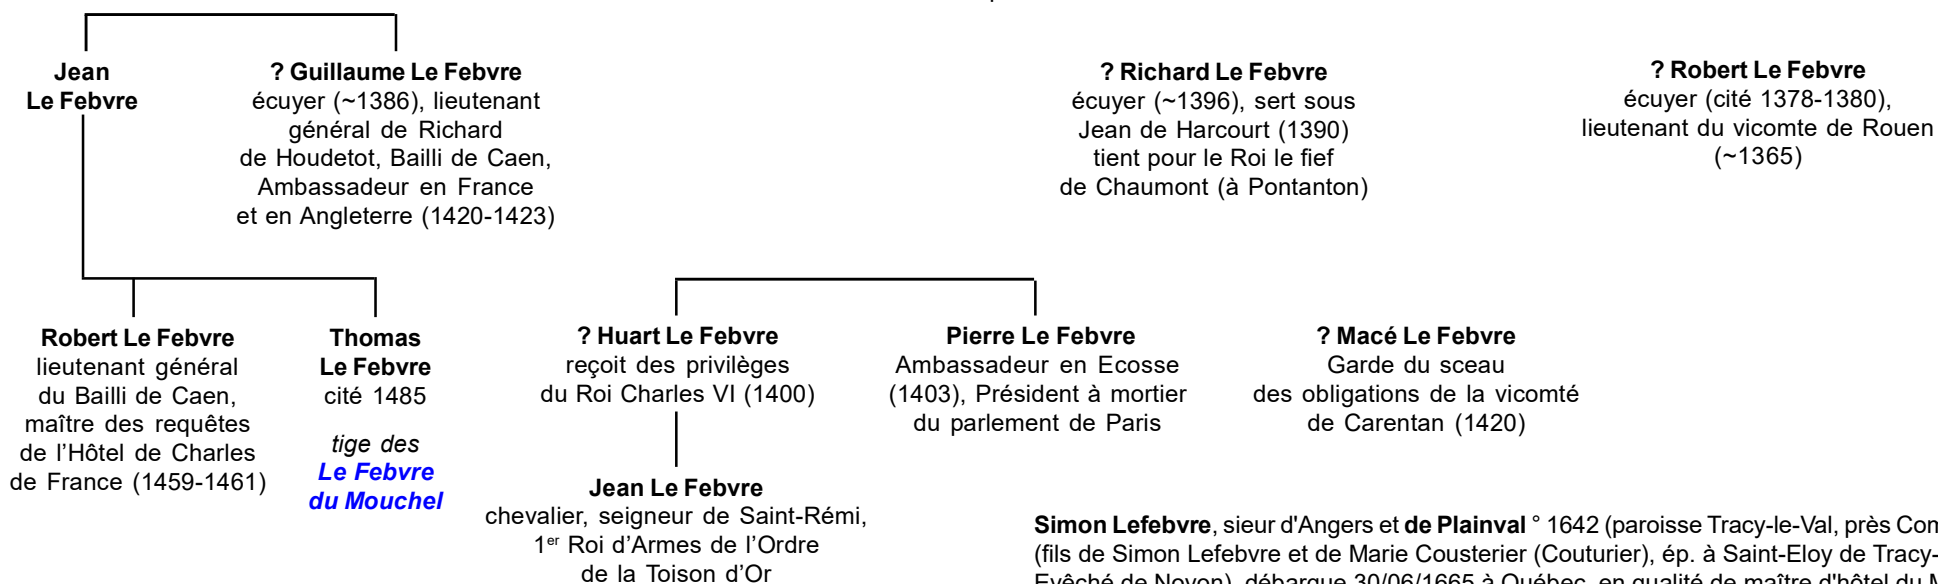 Jean
Le Febvre
? Guillaume Le Febvre
écuyer (~1386), lieutenant
général de Richard
de Houdetot, Bailli de Caen,
Ambassadeur en France
et en Angleterre (1420-1423)
? Richard Le Febvre
écuyer (~1396), sert sous
Jean de Harcourt (1390)
tient pour le Roi le fief
de Chaumont (à Pontanton)
? Robert Le Febvre
écuyer (cité 1378-1380),
lieutenant du vicomte de Rouen
(~1365)
Robert Le Febvre
lieutenant général
du Bailli de Caen,
maître des requêtes
de l'Hôtel de Charles
de France (1459-1461)
Thomas
Le Febvre
cité 1485
tige des
Le Febvre
du Mouchel
? Huart Le Febvre
reçoit des privilèges
du Roi Charles VI (1400)
Pierre Le Febvre
Ambassadeur en Ecosse
(1403), Président à mortier
du parlement de Paris
? Macé Le Febvre
Garde du sceau
des obligations de la vicomté
de Carentan (1420)
Jean Le Febvre
chevalier, seigneur de Saint-Rémi,
1er Roi d'Armes de l'Ordre
de la Toison d'Or
Simon Lefebvre, sieur d'Angers et de Plainval ° 1642 (paroisse Tracy-le-Val, près
(fils de Simon Lefebvre et de Marie Cousterier (Couturier), ép. à Saint-Eloy de Tracy-
Evêché de Noyon), débarque 30/06/1665 à Québec, en qualité de maître d'hôtel du